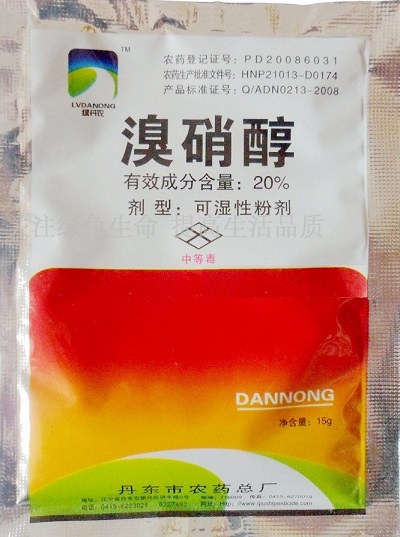 TM
农药登记证号：PD20086031
农药生产批准文件号：HNP21013-D0174
产品标准证号：Q/ADN0213-2008
LVDANONG
绿丹农
溴硝醇
有效成分含量：20%
剂 型：可湿性粉剂
中等毒
DANNONG
净含量：15g
丹东市农药总厂